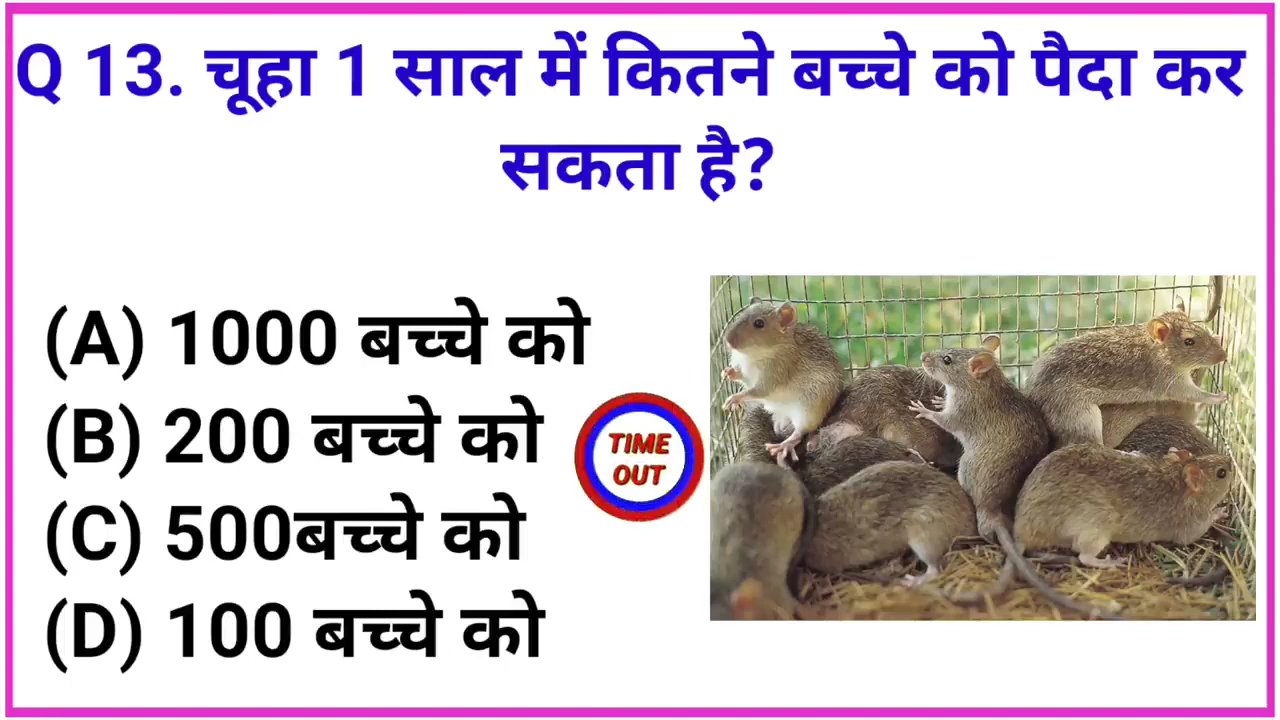 Q 13. चूहा 1 साल में कितने बच्चे को पैदा कर
सकता है?
(A) 1000 बच्चे को
(B) 200 बच्चे को
(C) 500बच्चे को
(D) 100 बच्चे को
TIME
OUT